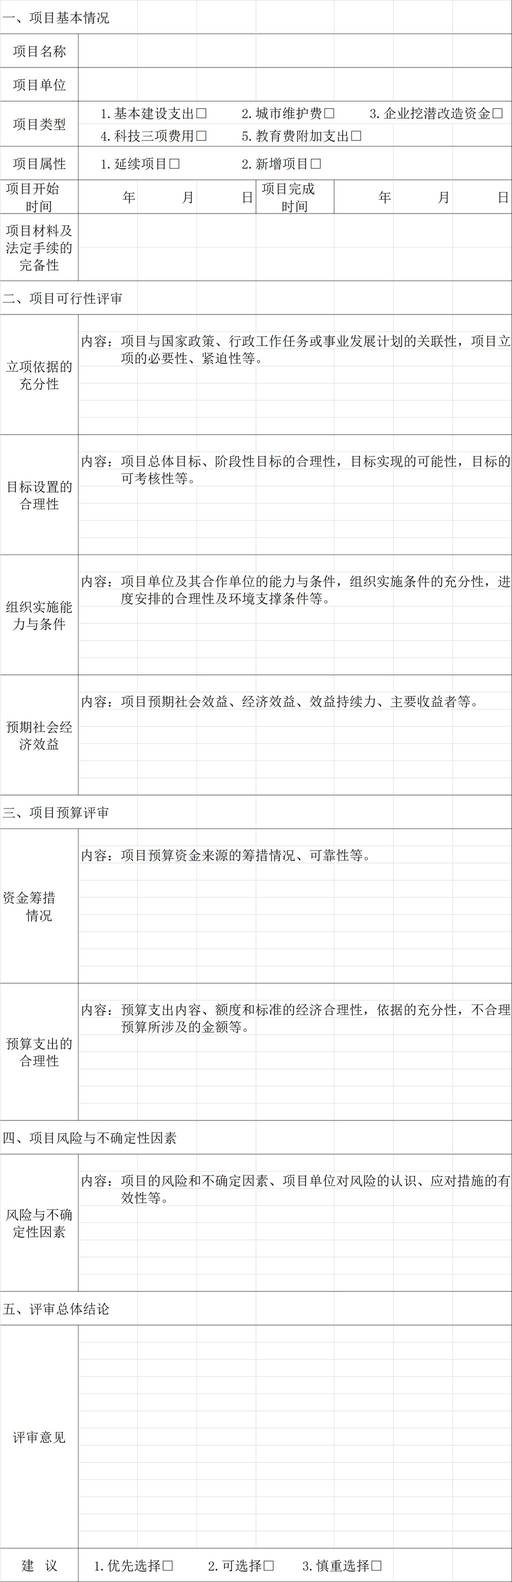 一、项目基本情况
项目名称
项目单位
项目类型
1.基本建设支出□ 2.城市维护费□ 3.企业挖潜改造资金□
4.科技三项费用□ 5.教育费附加支出□
项目属性 1.延续项目□ 2.新增项目□
项目开始
时间
年 月 日
项目完成
时间
年 月 日
项目材料及
法定手续的
完备性
二、项目可行性评审
立项依据的
充分性
内容：项目与国家政策、行政工作任务或事业发展计划的关联性，项目立
项的必要性、紧迫性等。
目标设置的
合理性
内容：项目总体目标、阶段性目标的合理性，目标实现的可能性，目标的
可考核性等。
组织实施能
力与条件
内容：项目单位及其合作单位的能力与条件，组织实施条件的充分性，进
度安排的合理性及环境支撑条件等。
预期社会经
济效益
内容：项目预期社会效益、经济效益、效益持续力、主要收益者等。
三、项目预算评审
资金筹措
情况
内容：项目预算资金来源的筹措情况、可靠性等。
预算支出的
合理性
内容：预算支出内容、额度和标准的经济合理性，依据的充分性，不合理
预算所涉及的金额等。
四、项目风险与不确定性因素
风险与不确
定性因素
内容：项目的风险和不确定因素、项目单位对风险的认识、应对措施的有
效性等。
五、评审总体结论
评审意见
建 议 1.优先选择□ 2.可选择□ 3.慎重选择□